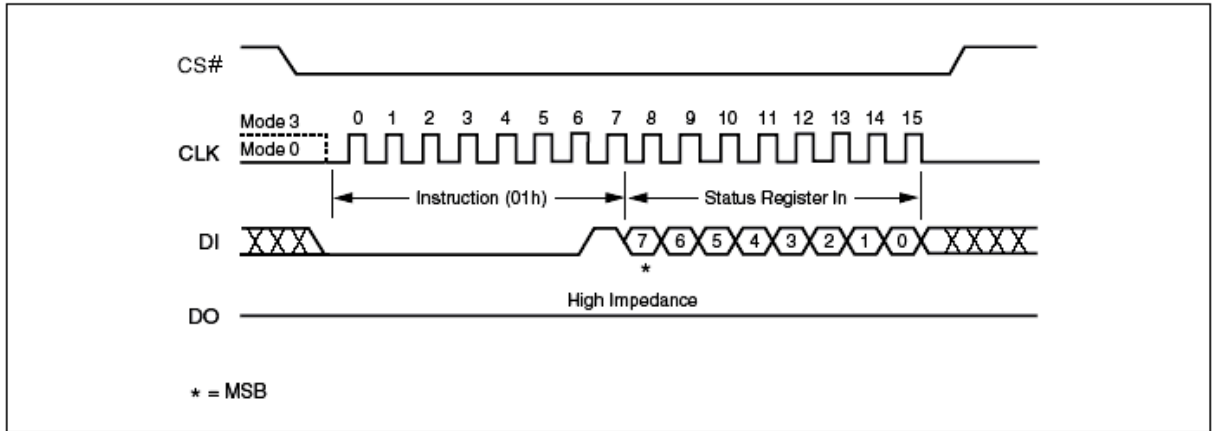 CS#
Mode 3
0 1 2 3 4 5 6 7 8 9 10 11 12 13 14 15
CLK
Mode 0
Instruction (01h)
Status Register In
DI
7 6 5 4 3 2 1 0
*
High Impedance
DO
* = MSB